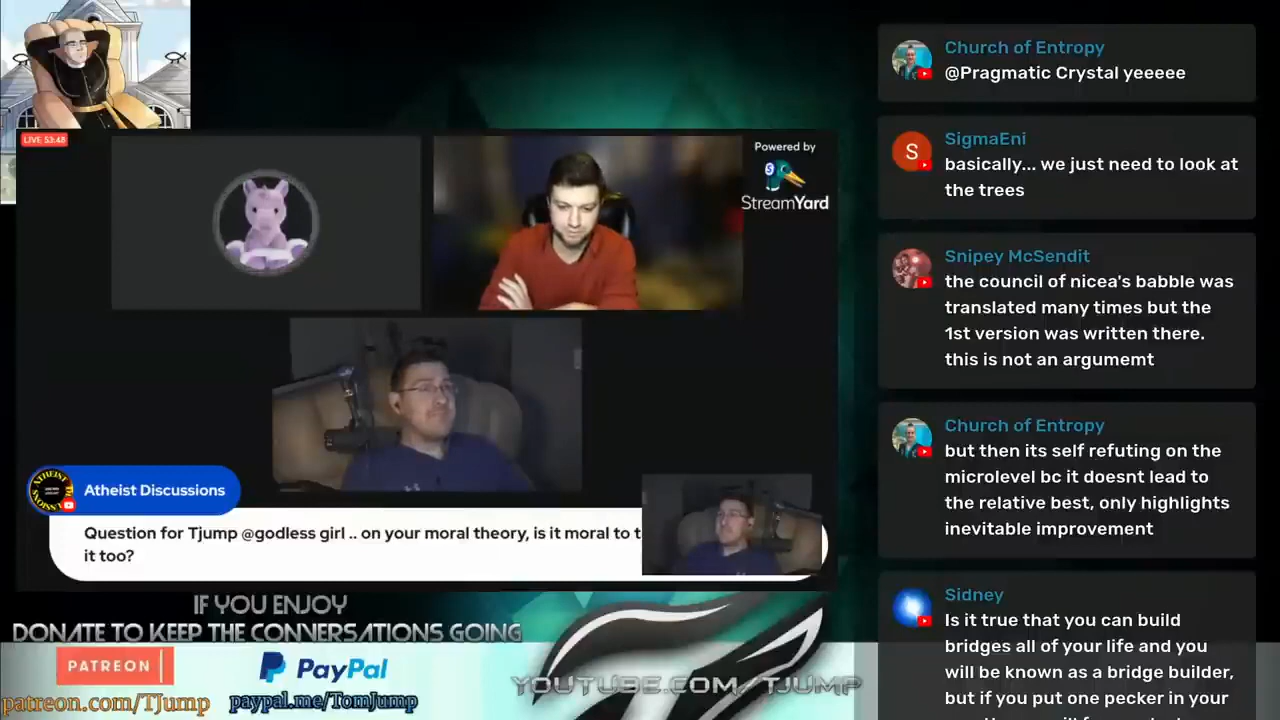 LIVE 53:48
Powered by
StreamYard
Atheist Discussions
Question for Tjump @godless girl .. on your moral theory, is it moral to t
it too?
IF YOU ENJOY
DONATE TO KEEP THE CONVERSATIONS GOING
PATREON
PayPal
patreon.com/TJump
paypal.me/TomJump
YOUTUBE.COM/TJUMP
Church of Entropy
@Pragmatic Crystal yeeeee
S
SigmaEni
basically... we just need to look at
the trees
Snipey McSendit
the council of nicea's babble was
translated many times but the
1st version was written there.
this is not an argumemt
Church of Entropy
but then its self refuting on the
microlevel bc it doesnt lead to
the relative best, only highlights
inevitable improvement
Sidney
Is it true that you can build
bridges all of your life and you
will be known as a bridge builder,
but if you put one pecker in your